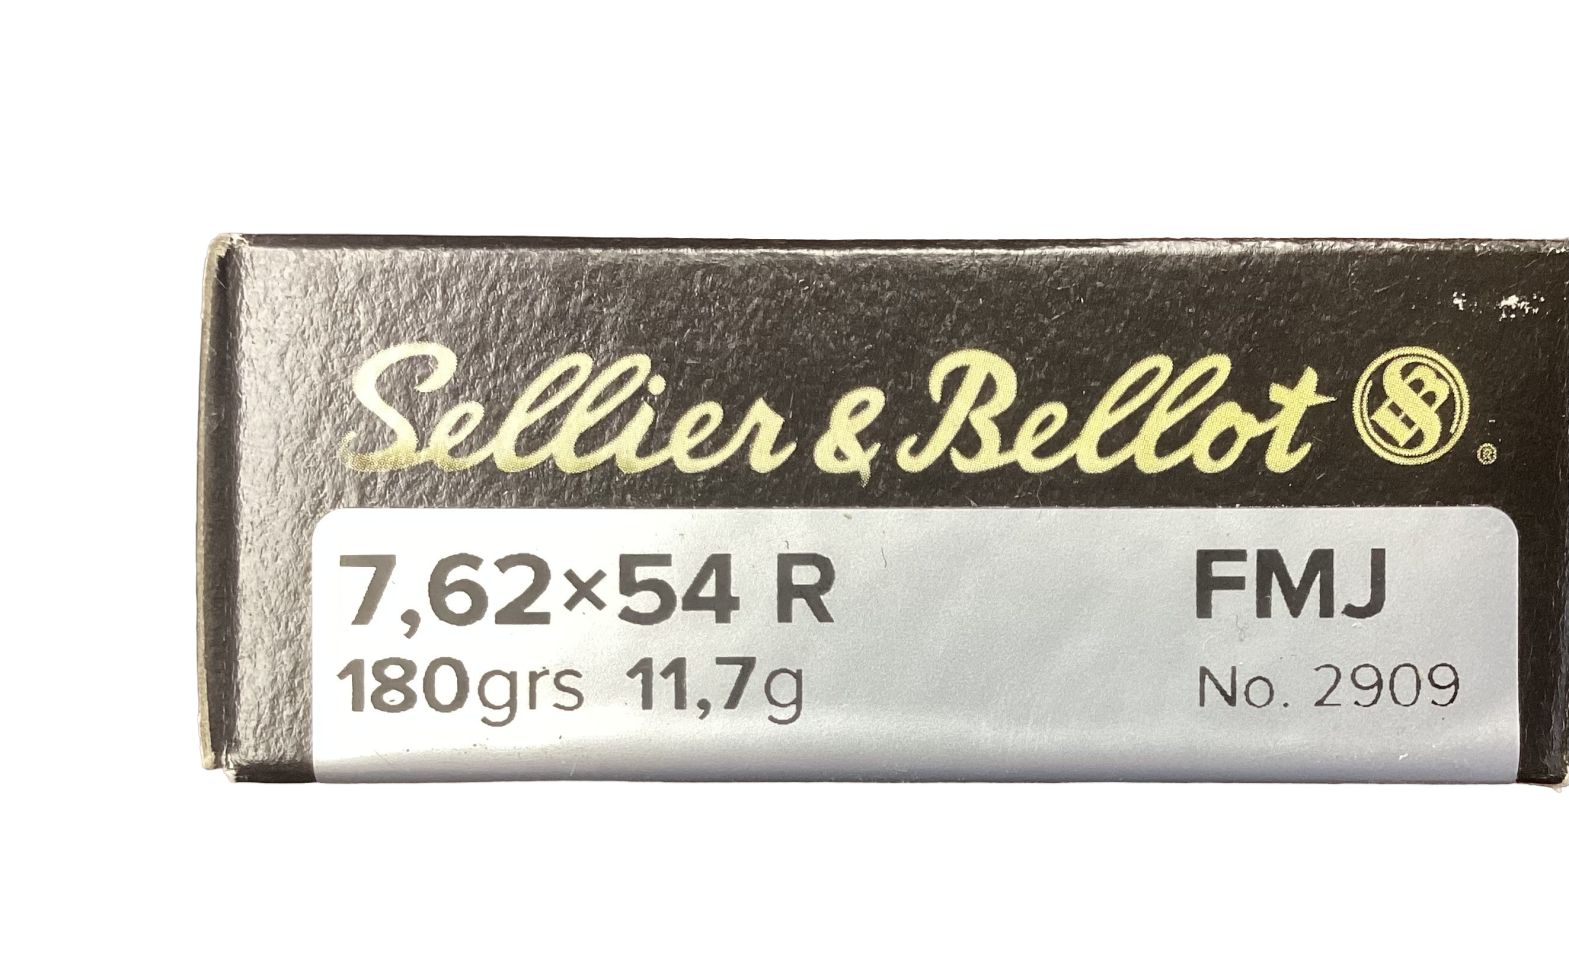 Sellier & Bellot S&B ®
7,62×54 R FMJ
180grs 11,7g No. 2909